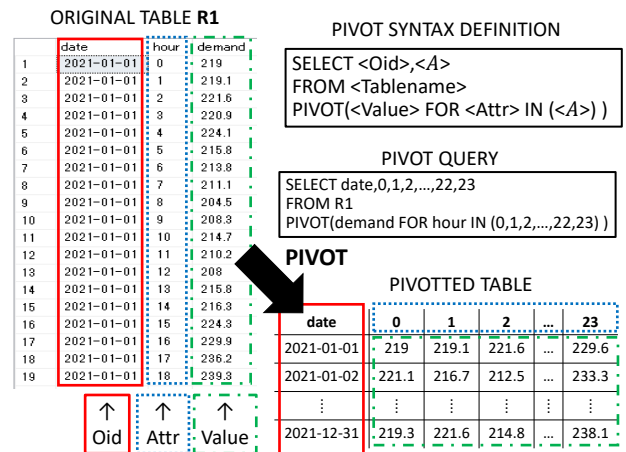 ORIGINAL TABLE R1
date hour demand
1 2021-01-01 0 219
2 2021-01-01 1 219.1
3 2021-01-01 2 221.6
4 2021-01-01 3 220.9
5 2021-01-01 4 224.1
6 2021-01-01 5 215.8
7 2021-01-01 6 213.8
8 2021-01-01 7 211.1
9 2021-01-01 8 204.5
10 2021-01-01 9 208.3
11 2021-01-01 10 214.7
12 2021-01-01 11 210.2
13 2021-01-01 12 208
14 2021-01-01 13 215.8
15 2021-01-01 14 216.3
16 2021-01-01 15 224.3
17 2021-01-01 16 229.9
18 2021-01-01 17 236.2
19 2021-01-01 18 239.3
↑ ↑ ↑
Oid Attr Value
PIVOT SYNTAX DEFINITION
SELECT <Oid>,<A>
FROM <Tablename>
PIVOT(<Value> FOR <Attr> IN (<A>) )
PIVOT QUERY
SELECT date,0,1,2,…,22,23
FROM R1
PIVOT(demand FOR hour IN (0,1,2,…,22,23) )
PIVOT
PIVOTTED TABLE
date 0 1 2 … 23
2021-01-01 219 219.1 221.6 … 229.6
2021-01-02 221.1 216.7 212.5 … 233.3
⋮ ⋮ ⋮ ⋮ ⋮
2021-12-31 219.3 221.6 214.8 … 238.1